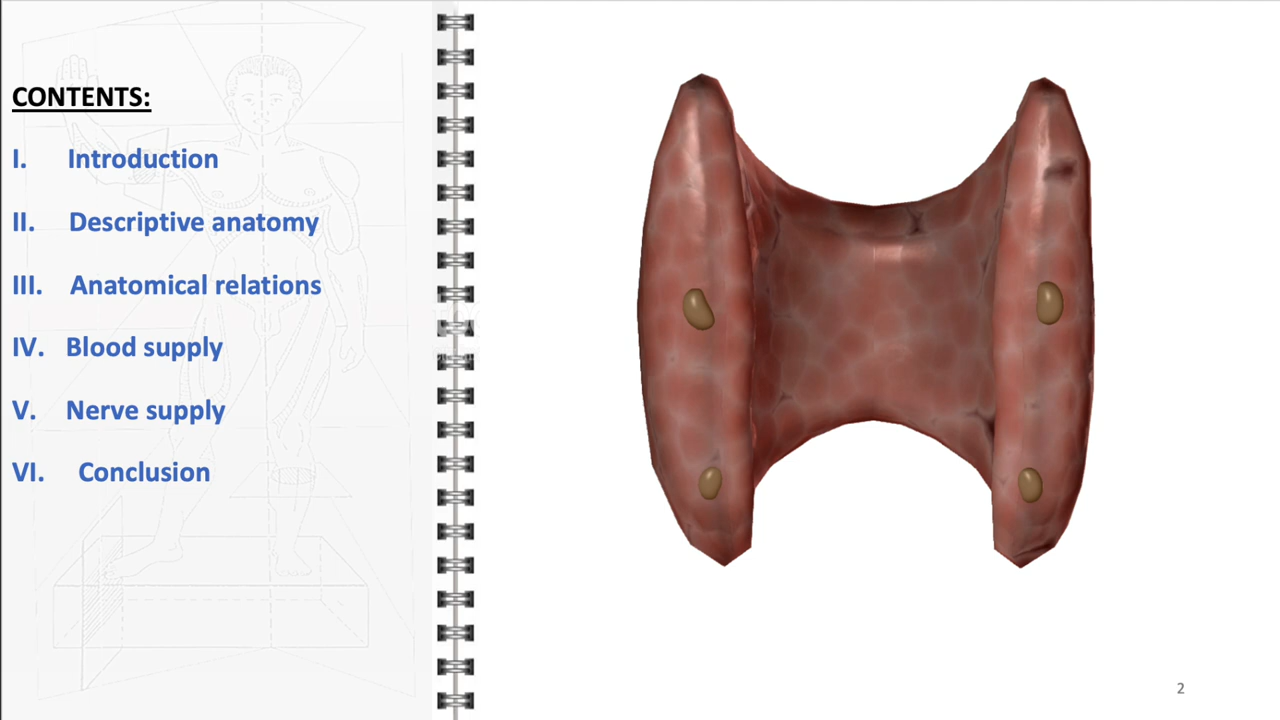 CONTENTS:
I. Introduction
II. Descriptive anatomy
III. Anatomical relations
IV. Blood supply
V. Nerve supply
VI. Conclusion
2